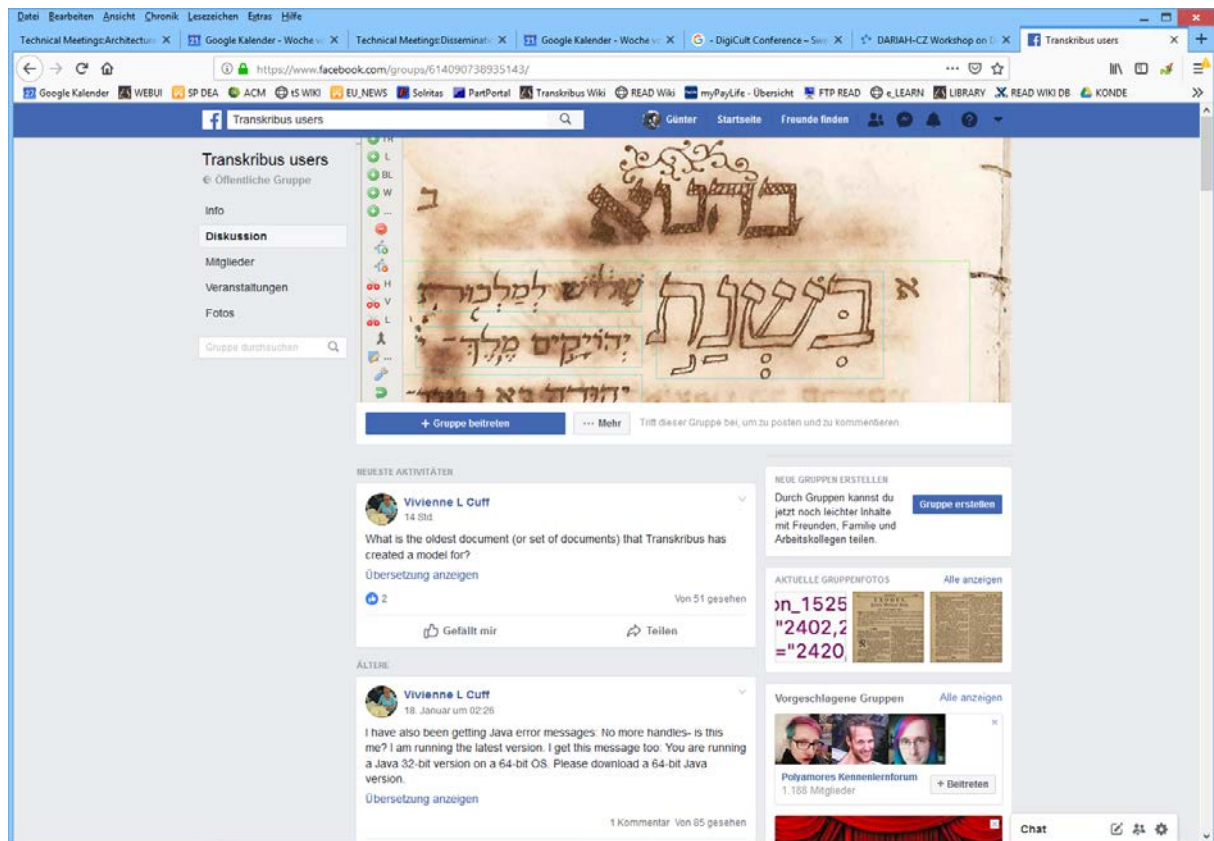 Datei Bearbeiten Ansicht Chronik Lesezeichen Extras Hilfe
Technical Meetings:Architectur
Google Kalender - Woche v
Technical Meetings:Disseminati
Google Kalender - Woche v
- DigiCult Conference – Sw
DARIAH-CZ Workshop on D
Transkribus users
https://www.facebook.com/groups/614090738935143/
Google Kalender WEBUI SP DEA ACM tS WIKI EU_NEWS Solritas PartPortal Transkribus Wiki READ Wiki myPayLife - Übersicht FTP READ e_LEARN LIBRARY READ WIKI DB KONDE
Transkribus users
Günter Startseite Freunde finden
Transkribus users
Öffentliche Gruppe
Info
Diskussion
Mitglieder
Veranstaltungen
Fotos
Gruppe durchsuchen
TR
L
BL
W
...
H
V
L
...
ב
א
בשנת
שלוש למלכות
יהויקים מלך - י
+ Gruppe beitreten
... Mehr
Tritt dieser Gruppe bei, um zu posten und zu kommentieren.
NEUESTE AKTIVITÄTEN
Vivienne L Cuff
14 Std.
What is the oldest document (or set of documents) that Transkribus has
created a model for?
Übersetzung anzeigen
2
Von 51 gesehen
Gefällt mir
Teilen
ÄLTERE
Vivienne L Cuff
18. Januar um 02:26
I have also been getting Java error messages: No more handles- is this
me? I am running the latest version. I get this message too: You are running
a Java 32-bit version on a 64-bit OS. Please download a 64-bit Java
version.
Übersetzung anzeigen
1 Kommentar Von 85 gesehen
NEUE GRUPPEN ERSTELLEN
Durch Gruppen kannst du
jetzt noch leichter Inhalte
mit Freunden, Familie und
Arbeitskollegen teilen.
Gruppe erstellen
AKTUELLE GRUPPENFOTOS
Alle anzeigen
on_1525
"2402,2
="2420,
EXODUS
Vorgeschlagene Gruppen
Alle anzeigen
Polyamores Kennenlernforum
1.188 Mitglieder
+ Beitreten
Chat